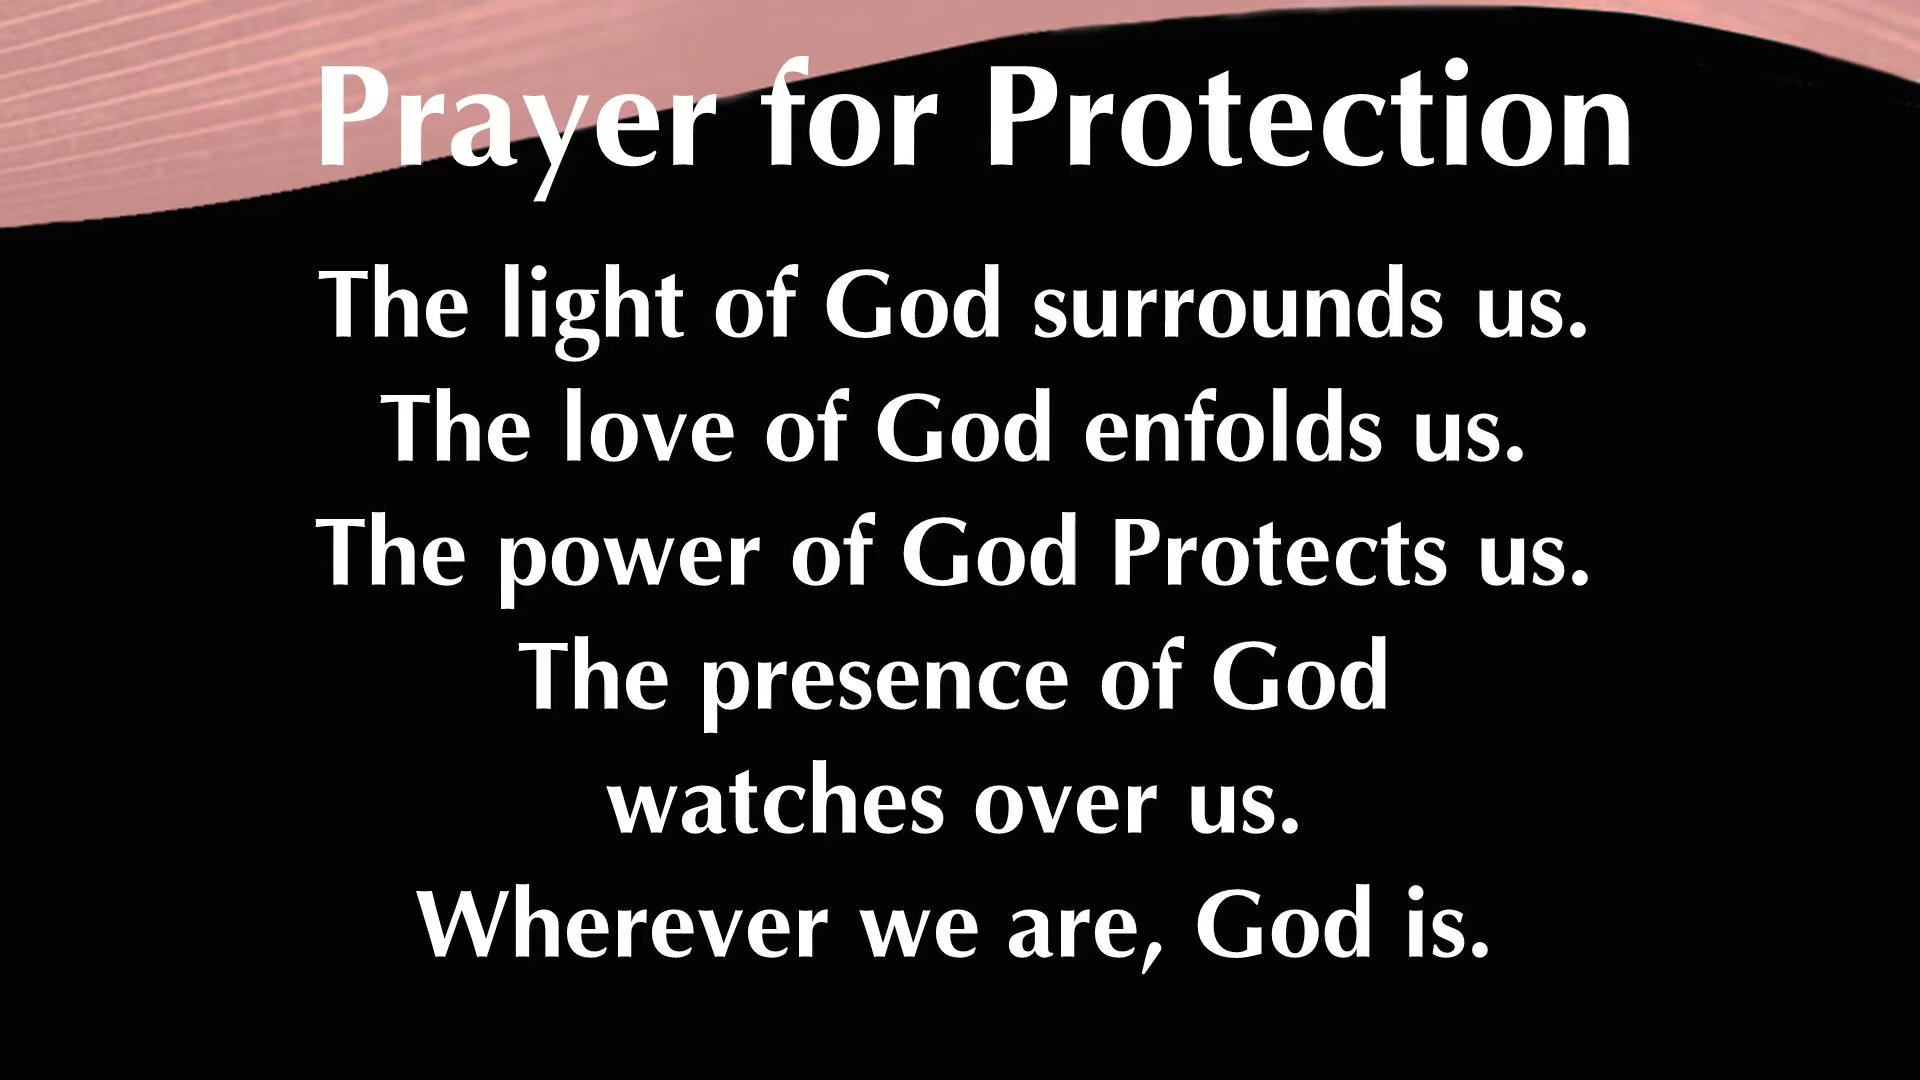 Prayer for Protection
The light of God surrounds us.
The love of God enfolds us.
The power of God Protects us.
The presence of God
watches over us.
Wherever we are, God is.